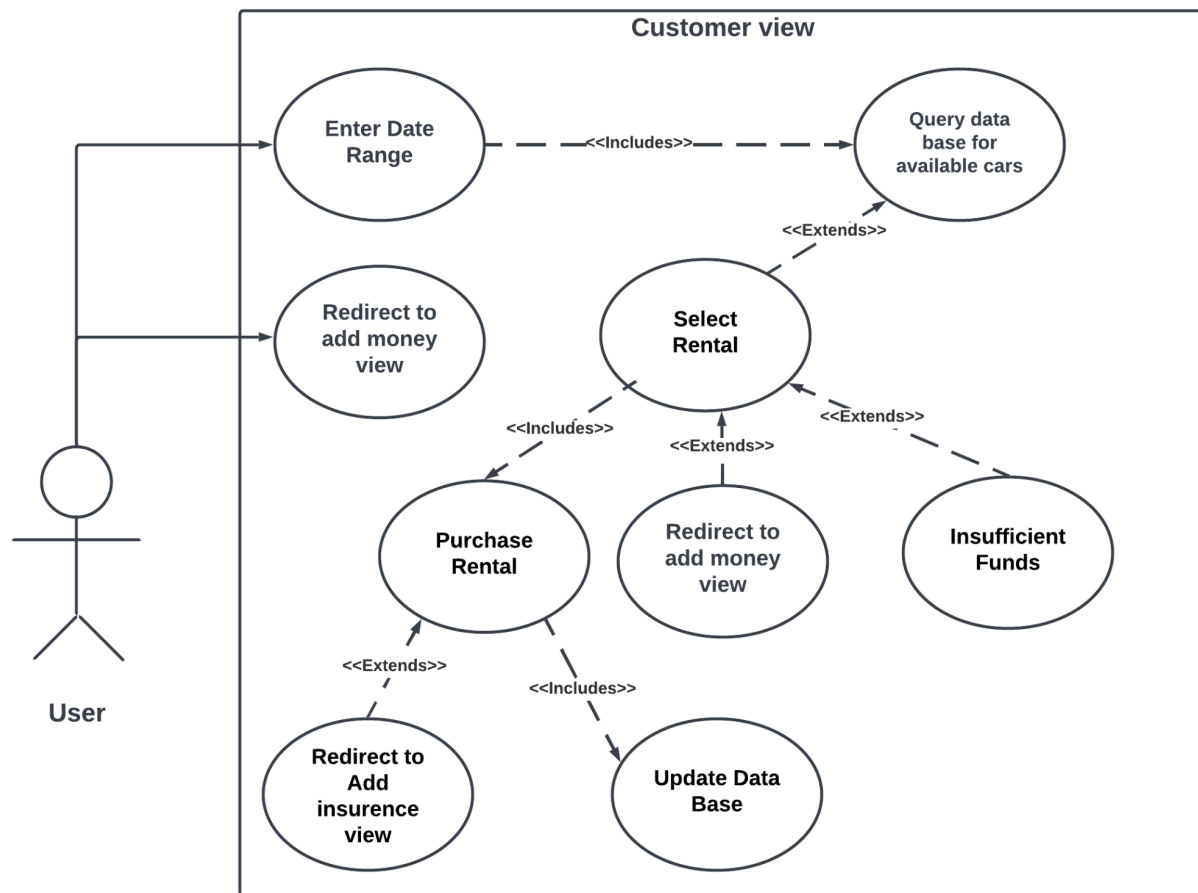 Customer view
Enter Date
Range
<<Includes>>
Query data
base for
available cars
<<Extends>>
Redirect to
add money
view
Select
Rental
<<Includes>>
<<Extends>>
<<Extends>>
Purchase
Rental
Redirect to
add money
view
Insufficient
Funds
<<Extends>>
<<Includes>>
User
Redirect to
Add
insurence
view
Update Data
Base